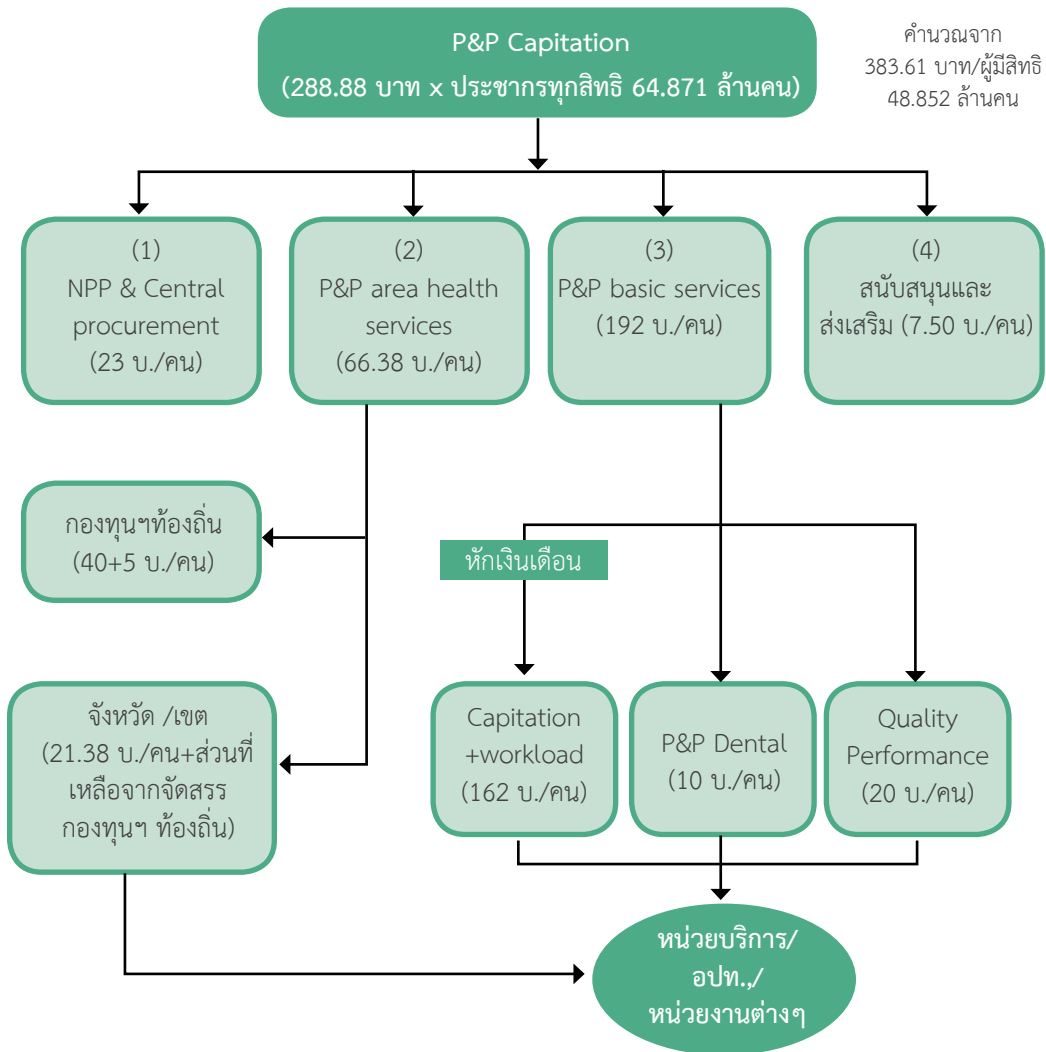 P&P Capitation
(288.88 บาท x ประชากรทุกสิทธิ 64.871 ล้านคน)
คำนวณจาก
383.61 บาท/ผู้มีสิทธิ
48.852 ล้านคน
(1)
NPP & Central
procurement
(23 บ./คน)
(2)
P&P area health
services
(66.38 บ./คน)
(3)
P&P basic services
(192 บ./คน)
(4)
สนับสนุนและ
ส่งเสริม (7.50 บ./คน)
กองทุนฯท้องถิ่น
(40+5 บ./คน)
หักเงินเดือน
จังหวัด /เขต
(21.38 บ./คน+ส่วนที่
เหลือจากจัดสรร
กองทุนฯ ท้องถิ่น)
Capitation
+workload
(162 บ./คน)
P&P Dental
(10 บ./คน)
Quality
Performance
(20 บ./คน)
หน่วยบริการ/
อปท.,/
หน่วยงานต่างๆ